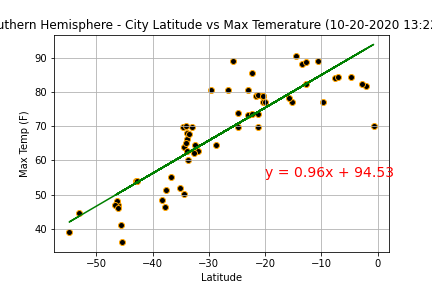 uthern Hemisphere - City Latitude vs Max Temerature (10-20-2020 13:2
Max Temp (F)
90
80
70
60
50
40
y = 0.96x + 94.53
−50 −40 −30 −20 −10 0
Latitude